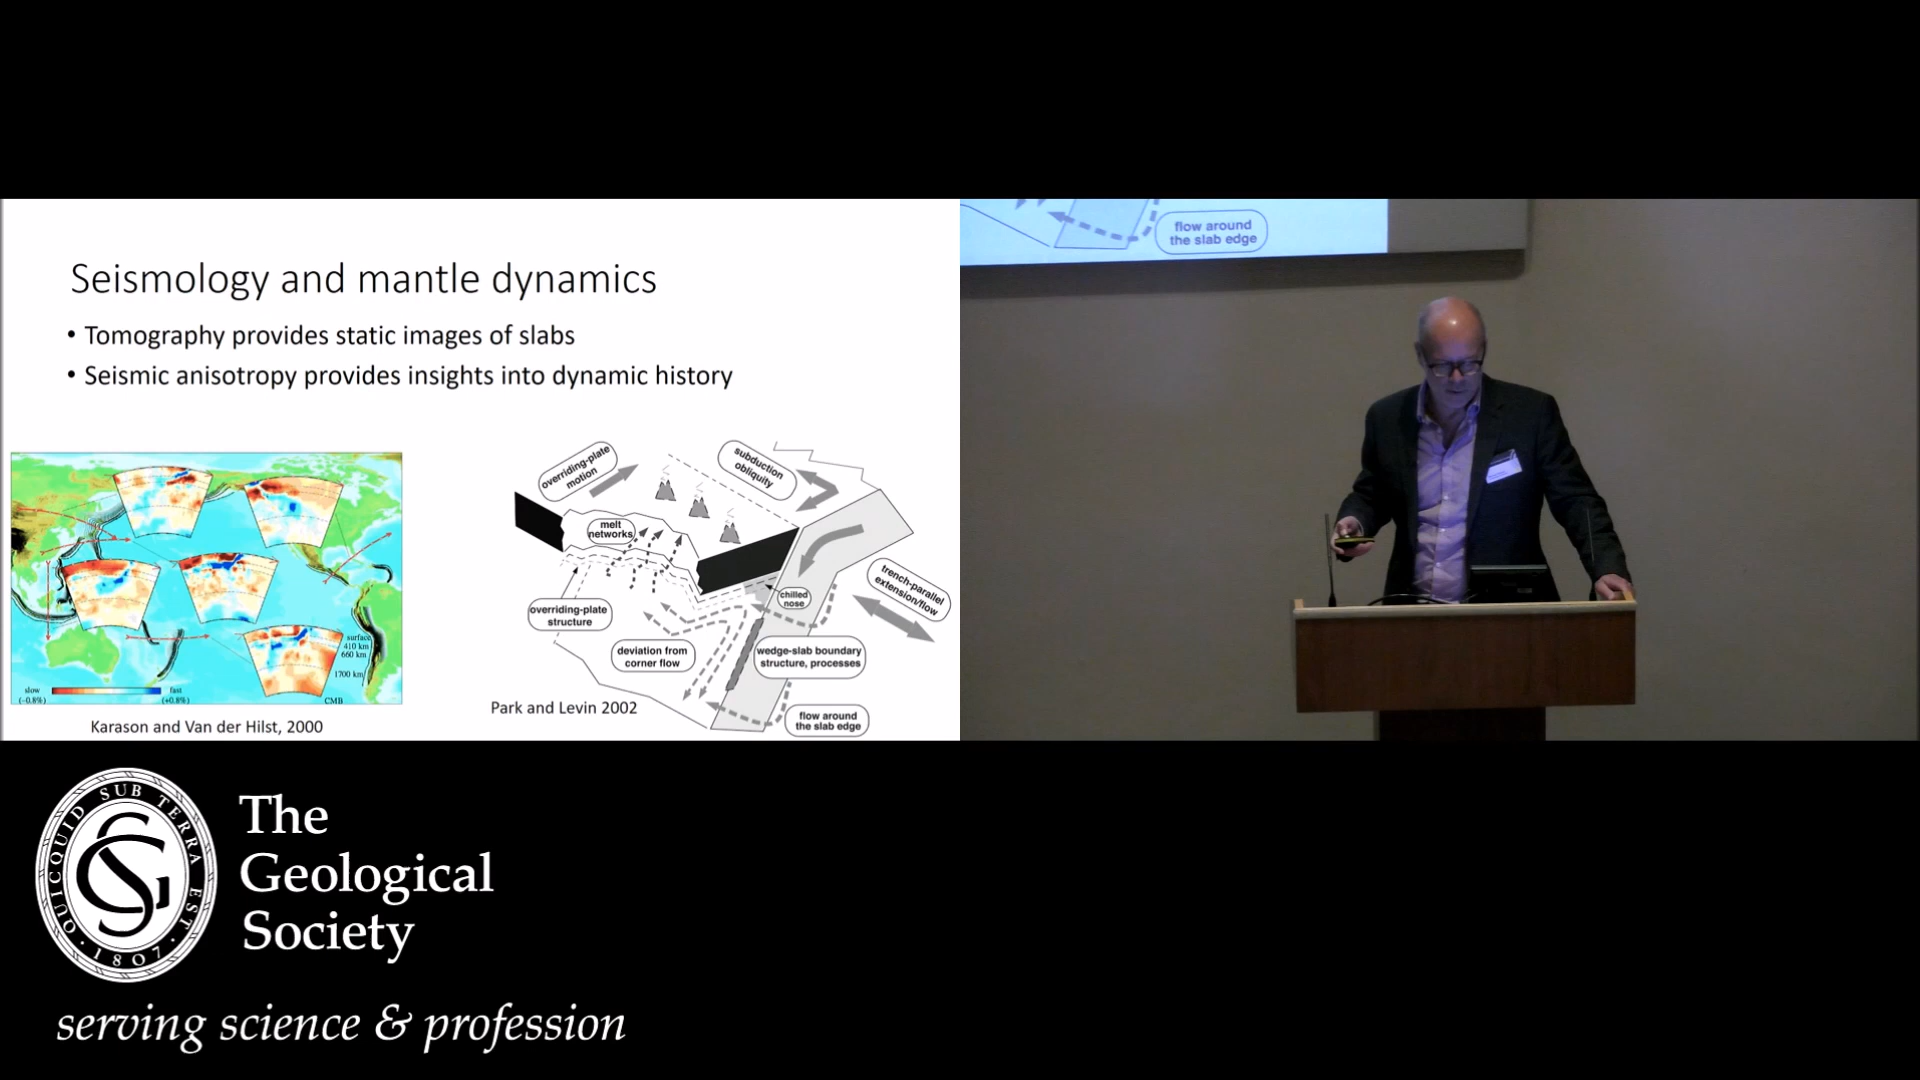 Seismology and mantle dynamics
• Tomography provides static images of slabs
• Seismic anisotropy provides insights into dynamic history
surface
410 km
660 km
1700 km
slow
(-0.8%)
fast
(+0.8%)
CMB
Karason and Van der Hilst, 2000
overriding-plate
motion
subduction
obliquity
melt
networks
trench-parallel
extension/flow
chilled
nose
overriding-plate
structure
deviation from
corner flow
wedge-slab boundary
structure, processes
flow around
the slab edge
Park and Levin 2002
flow around
the slab edge
QUICQUID SUB TERRA EST
· 1807 ·
GS
The
Geological
Society
serving science & profession